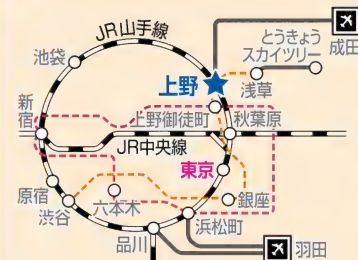 JR山手線
とうきょう
スカイツリー
成田
池袋
上野
浅草
新宿
上野御徒町
秋葉原
JR中央線
東京
原宿
渋谷
六本木
銀座
品川
浜松町
羽田